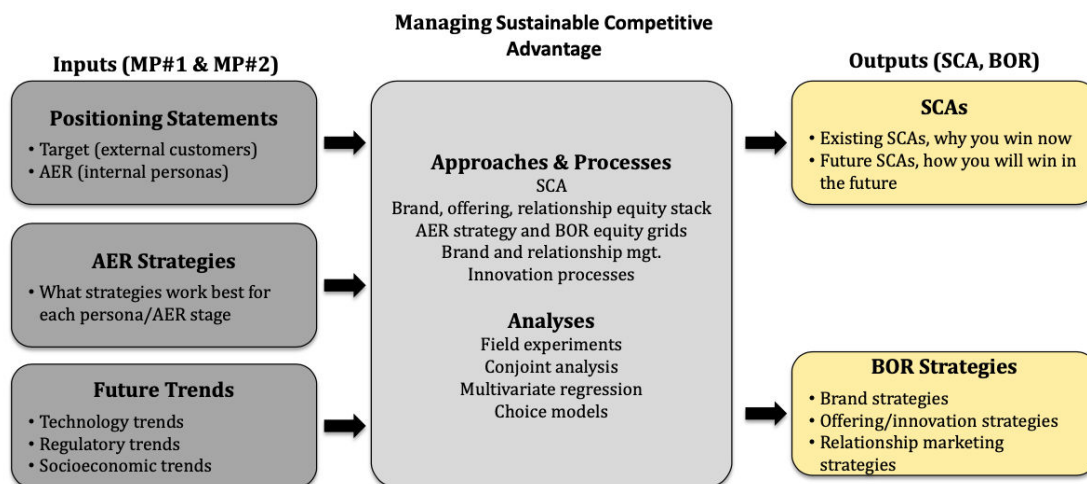 Managing Sustainable Competitive
Advantage
Inputs (MP#1 & MP#2)
Positioning Statements
• Target (external customers)
• AER (internal personas)
AER Strategies
• What strategies work best for
each persona/AER stage
Future Trends
• Technology trends
• Regulatory trends
• Socioeconomic trends
Approaches & Processes
SCA
Brand, offering, relationship equity stack
AER strategy and BOR equity grids
Brand and relationship mgt.
Innovation processes
Analyses
Field experiments
Conjoint analysis
Multivariate regression
Choice models
Outputs (SCA, BOR)
SCAs
• Existing SCAs, why you win now
• Future SCAs, how you will win in
the future
BOR Strategies
• Brand strategies
• Offering/innovation strategies
• Relationship marketing
strategies